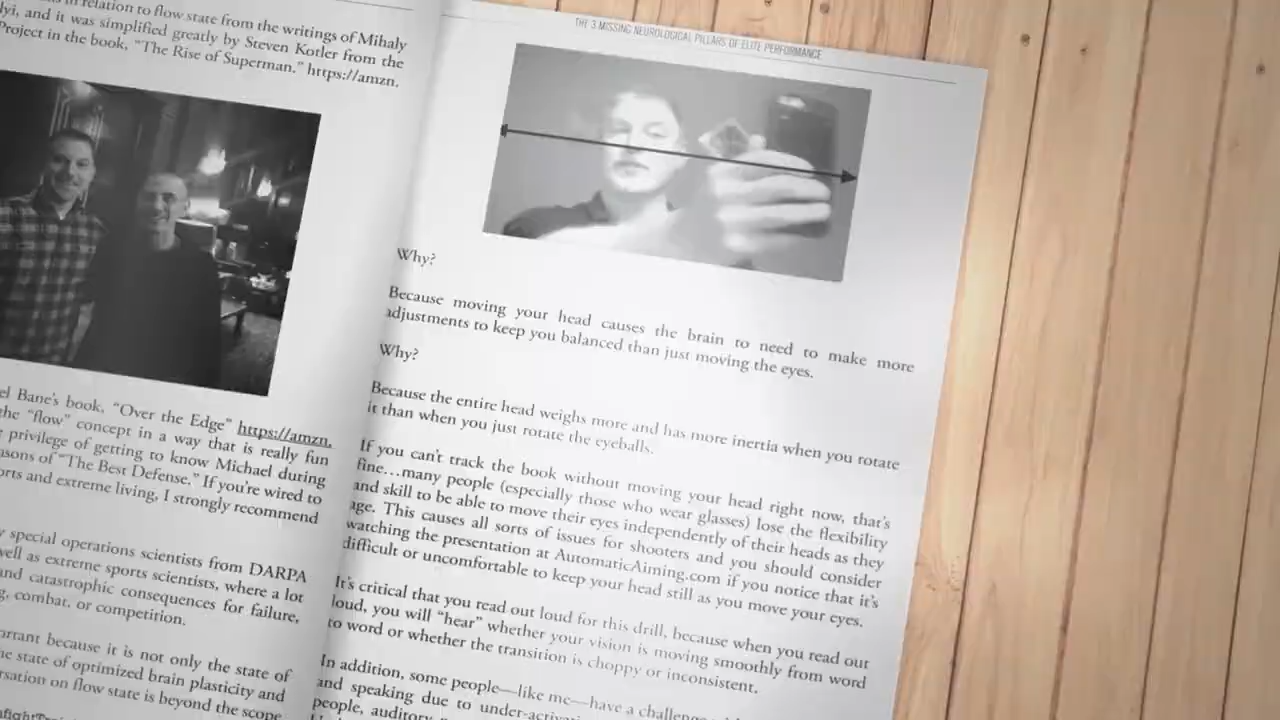 in relation to flow state from the writings of Mihaly
lyi, and it was simplified greatly by Steven Kotler from the
Project in the book, "The Rise of Superman." https://amzn.
el Bane's book, "Over the Edge" https://amzn.
the "flow" concept in a way that is really fun
privilege of getting to know Michael during
asons of "The Best Defense." If you're wired to
orts and extreme living, I strongly recommend
special operations scientists from DARPA
well as extreme sports scientists, where a lot
and catastrophic consequences for failure,
g, combat, or competition.
ortant because it is not only the state of
he state of optimized brain plasticity and
rsation on flow state is beyond the scope
THE 3 MISSING NEUROLOGICAL PILLARS OF ELITE PERFORMANCE
Why?
Because moving your head causes the brain to need to make more
adjustments to keep you balanced than just moving the eyes.
Why?
Because the entire head weighs more and has more inertia when you rotate
it than when you just rotate the eyeballs.
If you can't track the book without moving your head right now, that's
fine…many people (especially those who wear glasses) lose the flexibility
and skill to be able to move their eyes independently of their heads as they
age. This causes all sorts of issues for shooters and you should consider
watching the presentation at AutomaticAiming.com if you notice that it's
difficult or uncomfortable to keep your head still as you move your eyes.
It's critical that you read out loud for this drill, because when you read out
loud, you will "hear" whether your vision is moving smoothly from word
to word or whether the transition is choppy or inconsistent.
In addition, some people—like me—have a challenge
and speaking due to under-activ
people, auditory